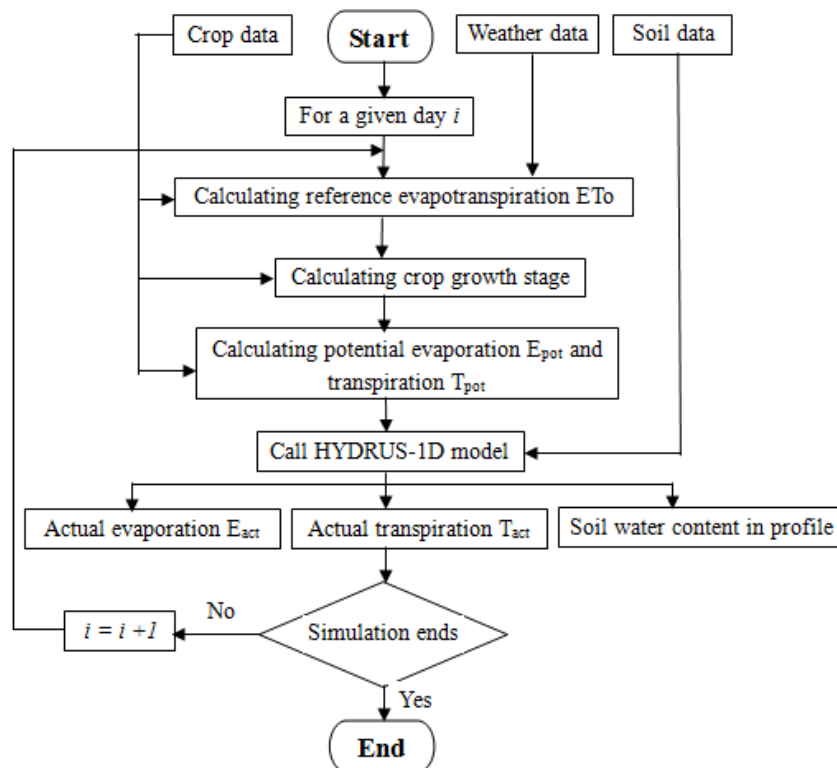 Crop data
Start
Weather data
Soil data
For a given day i
Calculating reference evapotranspiration ETo
Calculating crop growth stage
Calculating potential evaporation Epot and
transpiration Tpot
Call HYDRUS-1D model
Actual evaporation Eact
Actual transpiration Tact
Soil water content in profile
No
i = i +1
Simulation ends
Yes
End